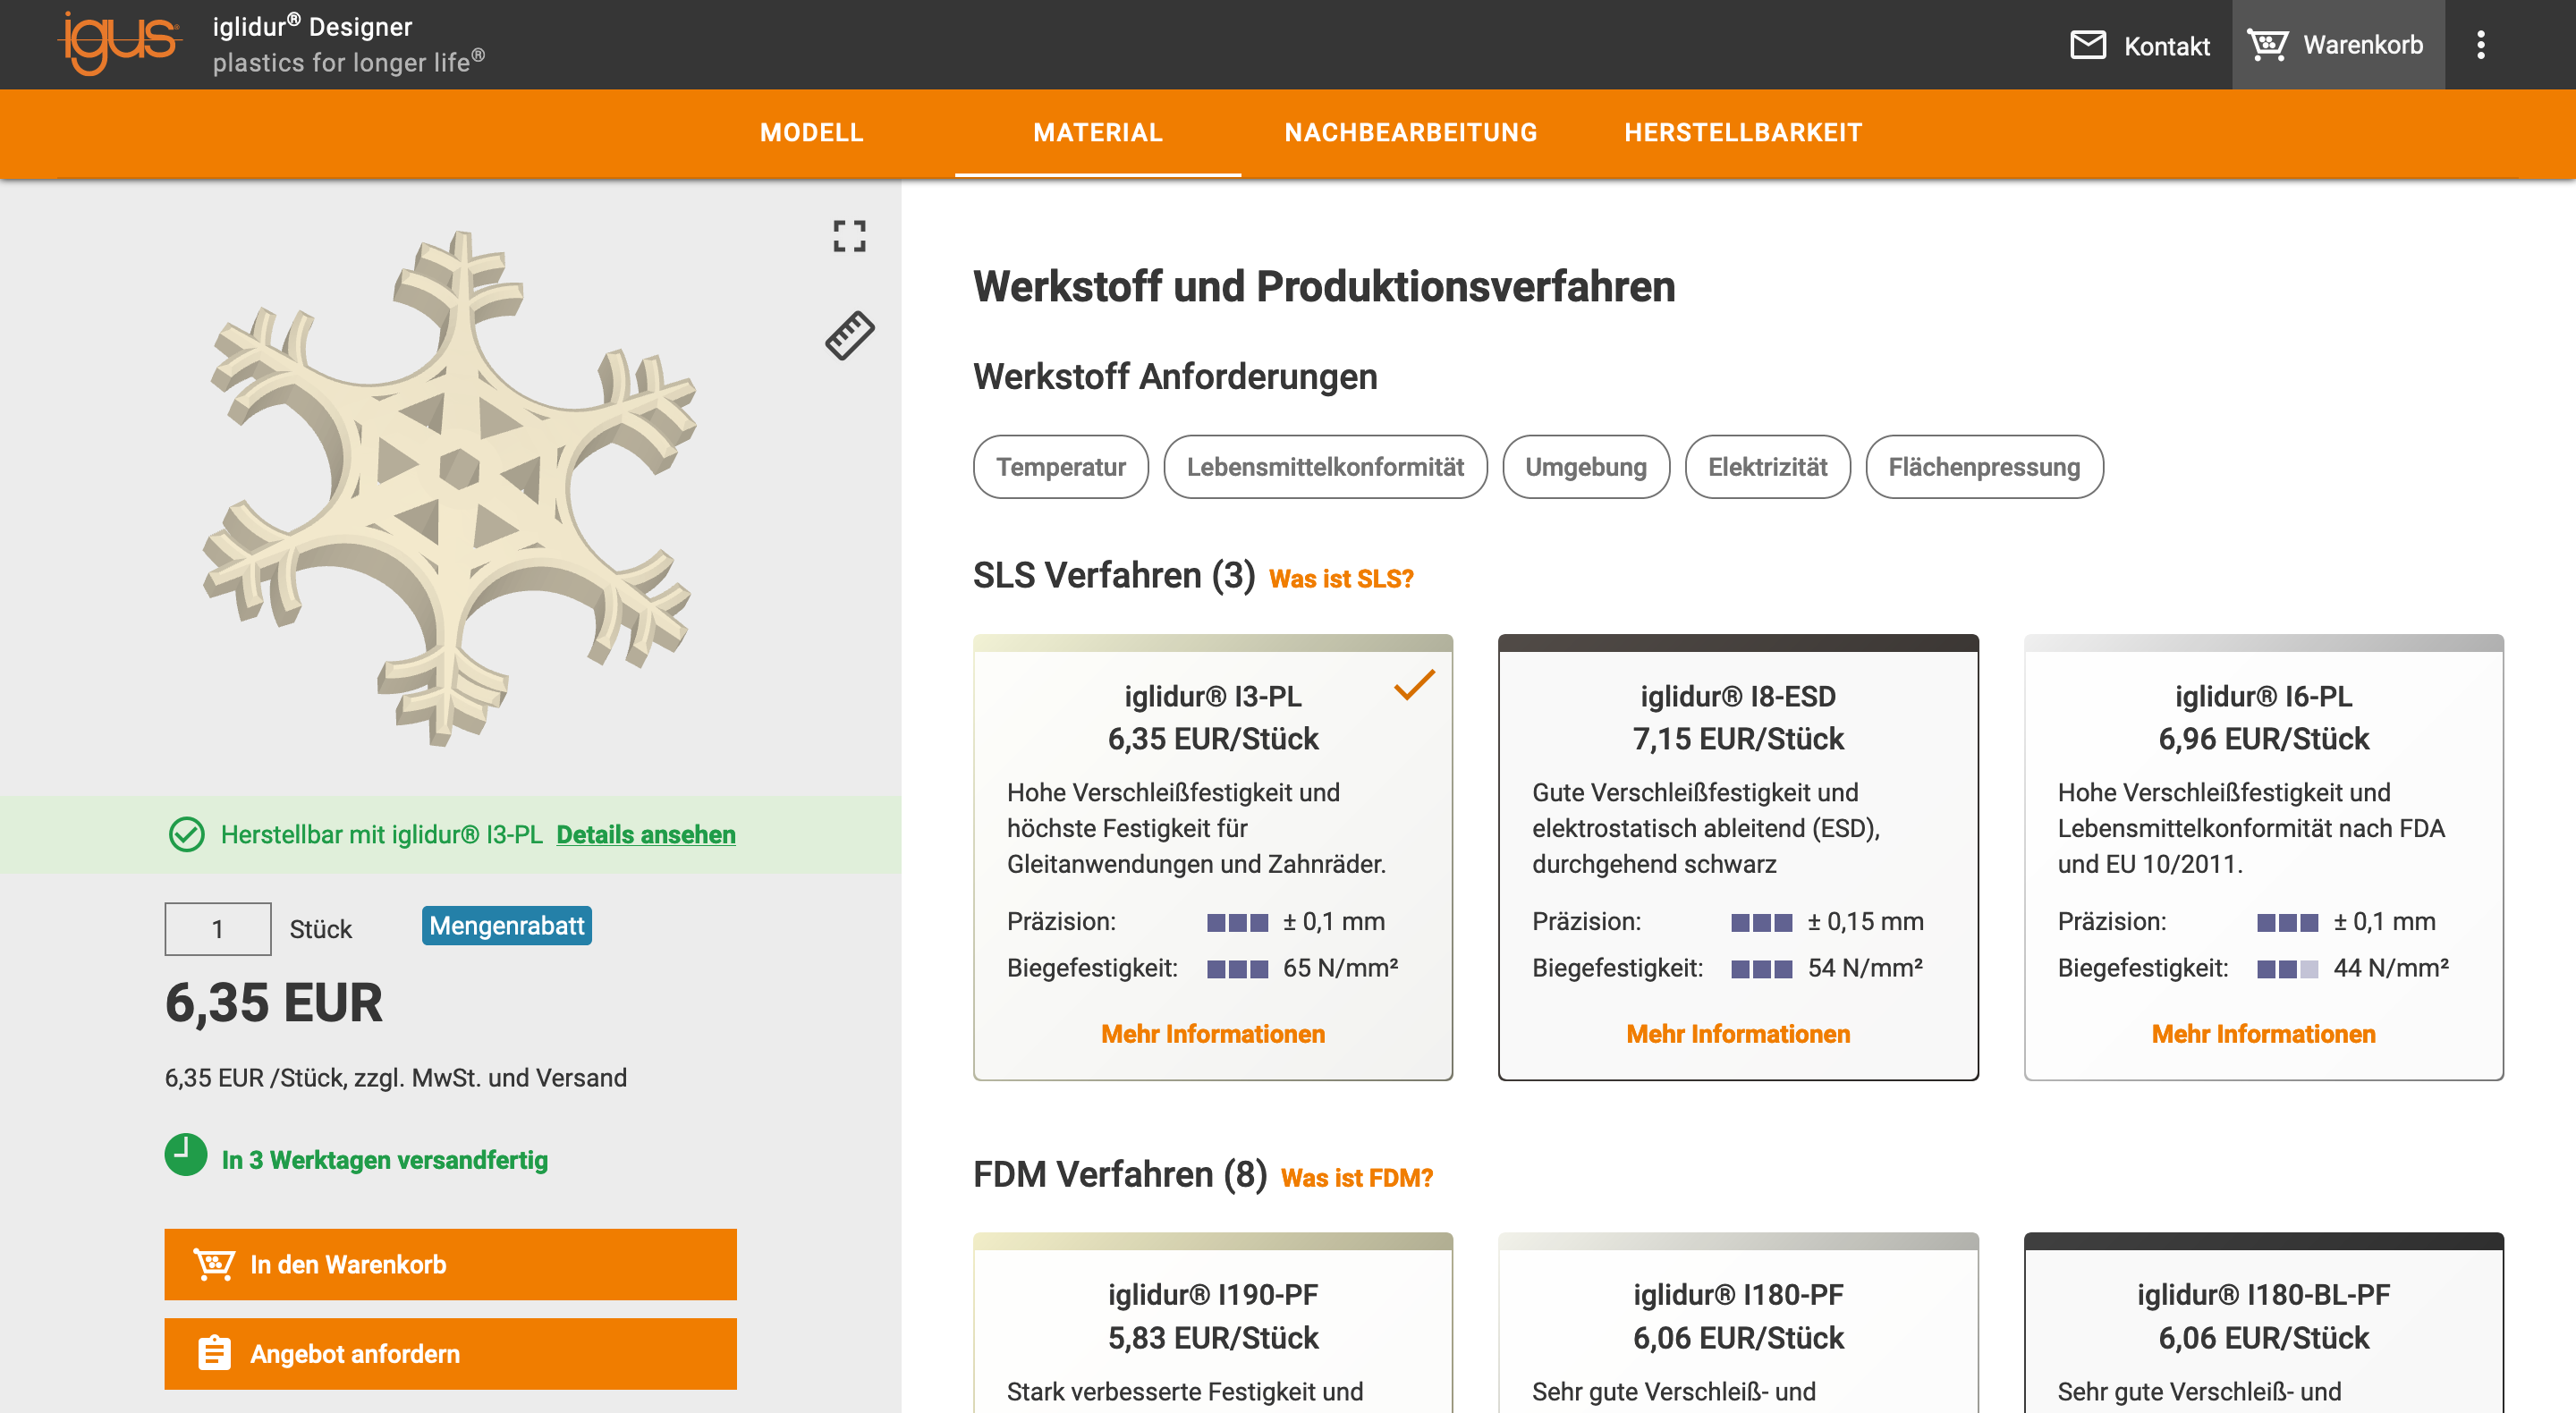 igus®
iglidur® Designer
plastics for longer life®
Kontakt
Warenkorb
MODELL
MATERIAL
NACHBEARBEITUNG
HERSTELLBARKEIT
Herstellbar mit iglidur® I3-PL Details ansehen
1 Stück
Mengenrabatt
6,35 EUR
6,35 EUR /Stück, zzgl. MwSt. und Versand
In 3 Werktagen versandfertig
In den Warenkorb
Angebot anfordern
Werkstoff und Produktionsverfahren
Werkstoff Anforderungen
Temperatur
Lebensmittelkonformität
Umgebung
Elektrizität
Flächenpressung
SLS Verfahren (3) Was ist SLS?
iglidur® I3-PL
6,35 EUR/Stück
Hohe Verschleißfestigkeit und
höchste Festigkeit für
Gleitanwendungen und Zahnräder.
Präzision: ± 0,1 mm
Biegefestigkeit: 65 N/mm²
Mehr Informationen
iglidur® I8-ESD
7,15 EUR/Stück
Gute Verschleißfestigkeit und
elektrostatisch ableitend (ESD),
durchgehend schwarz
Präzision: ± 0,15 mm
Biegefestigkeit: 54 N/mm²
Mehr Informationen
iglidur® I6-PL
6,96 EUR/Stück
Hohe Verschleißfestigkeit und
Lebensmittelkonformität nach FDA
und EU 10/2011.
Präzision: ± 0,1 mm
Biegefestigkeit: 44 N/mm²
Mehr Informationen
FDM Verfahren (8) Was ist FDM?
iglidur® I190-PF
5,83 EUR/Stück
Stark verbesserte Festigkeit und
iglidur® I180-PF
6,06 EUR/Stück
Sehr gute Verschleiß- und
iglidur® I180-BL-PF
6,06 EUR/Stück
Sehr gute Verschleiß- und